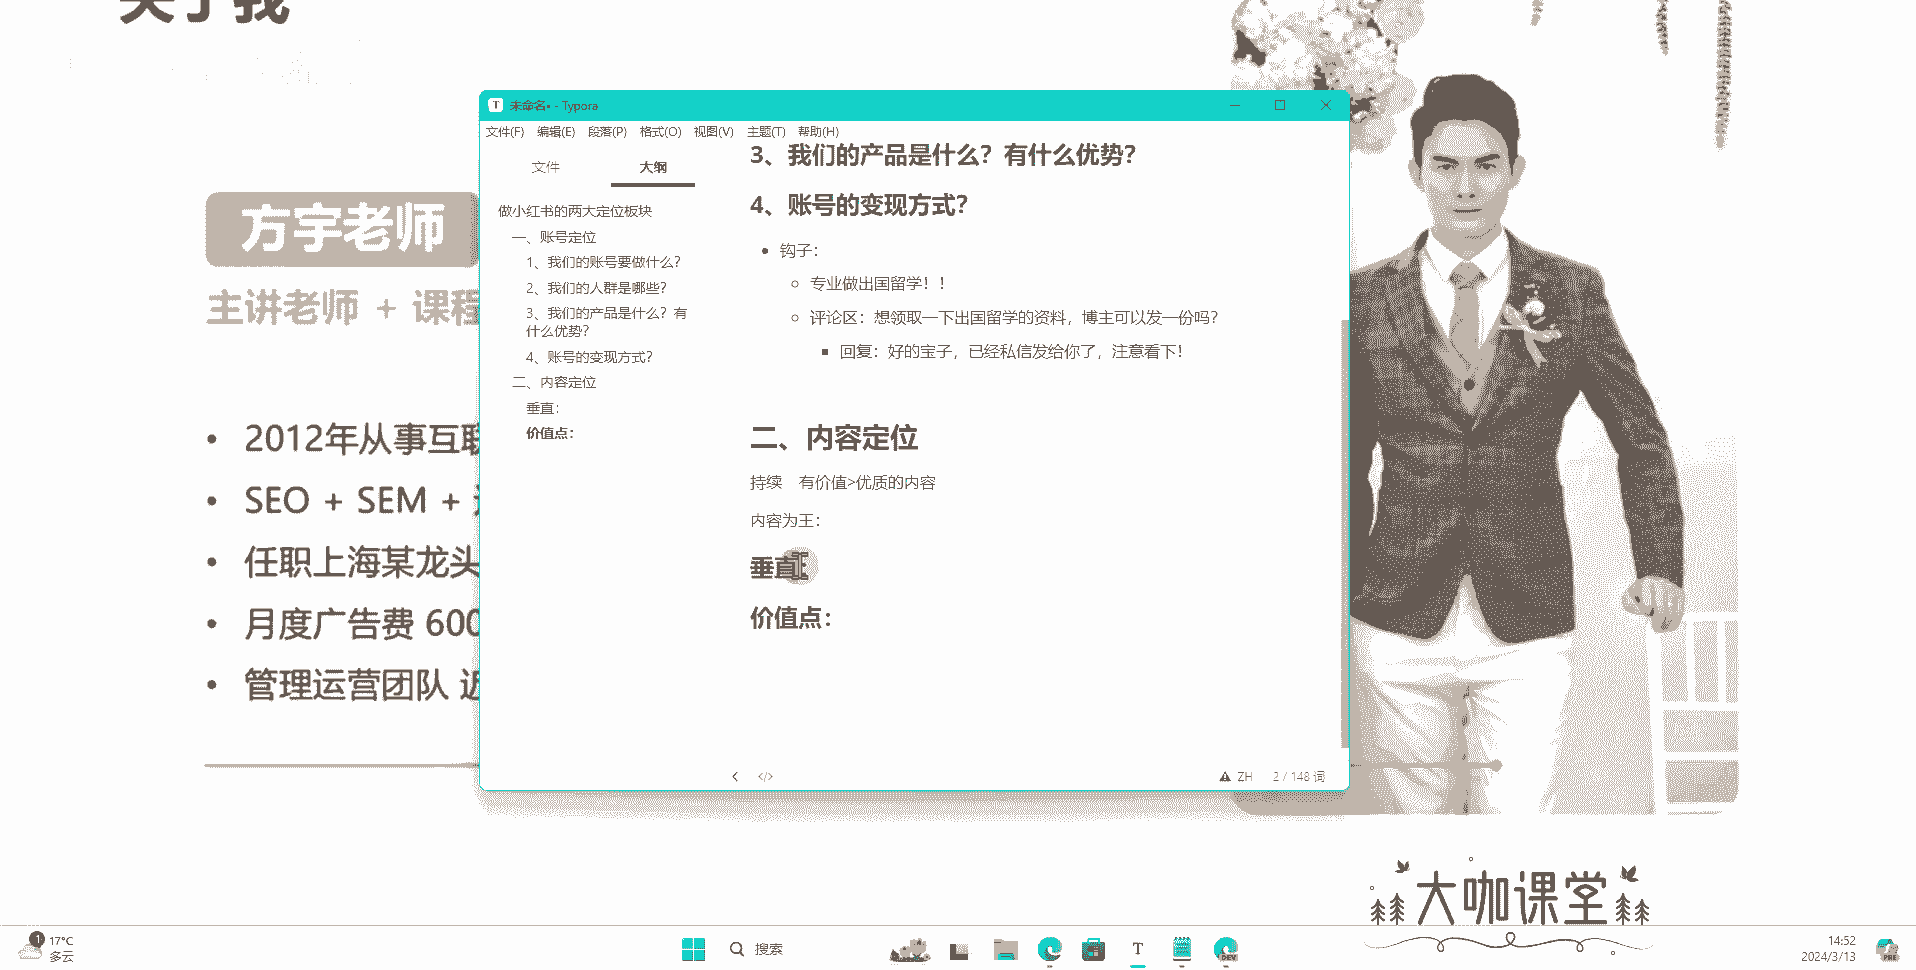 关于我
方宇老师
主讲老师 + 课程
• 2012年从事互联
• SEO + SEM +
• 任职上海某龙头
• 月度广告费 600
• 管理运营团队 近
未命名• - Typora
文件(F) 编辑(E) 段落(P) 格式(O) 视图(V) 主题(T) 帮助(H)
文件 大纲
做小红书的两大定位板块
一、账号定位
1、我们的账号要做什么？
2、我们的人群是哪些？
3、我们的产品是什么？有
什么优势？
4、账号的变现方式？
二、内容定位
垂直：
价值点：
3、我们的产品是什么？有什么优势？
4、账号的变现方式？
• 钩子：
专业做出国留学！！
评论区：想领取一下出国留学的资料，博主可以发一份吗？
回复：好的宝子，已经私信发给你了，注意看下！
二、内容定位
持续 有价值>优质的内容
内容为王：
垂直：
价值点：
ZH 2 / 148 词
大咖课堂
1
17°C
多云
搜索
DEV
14:52
2024/3/13
PRE